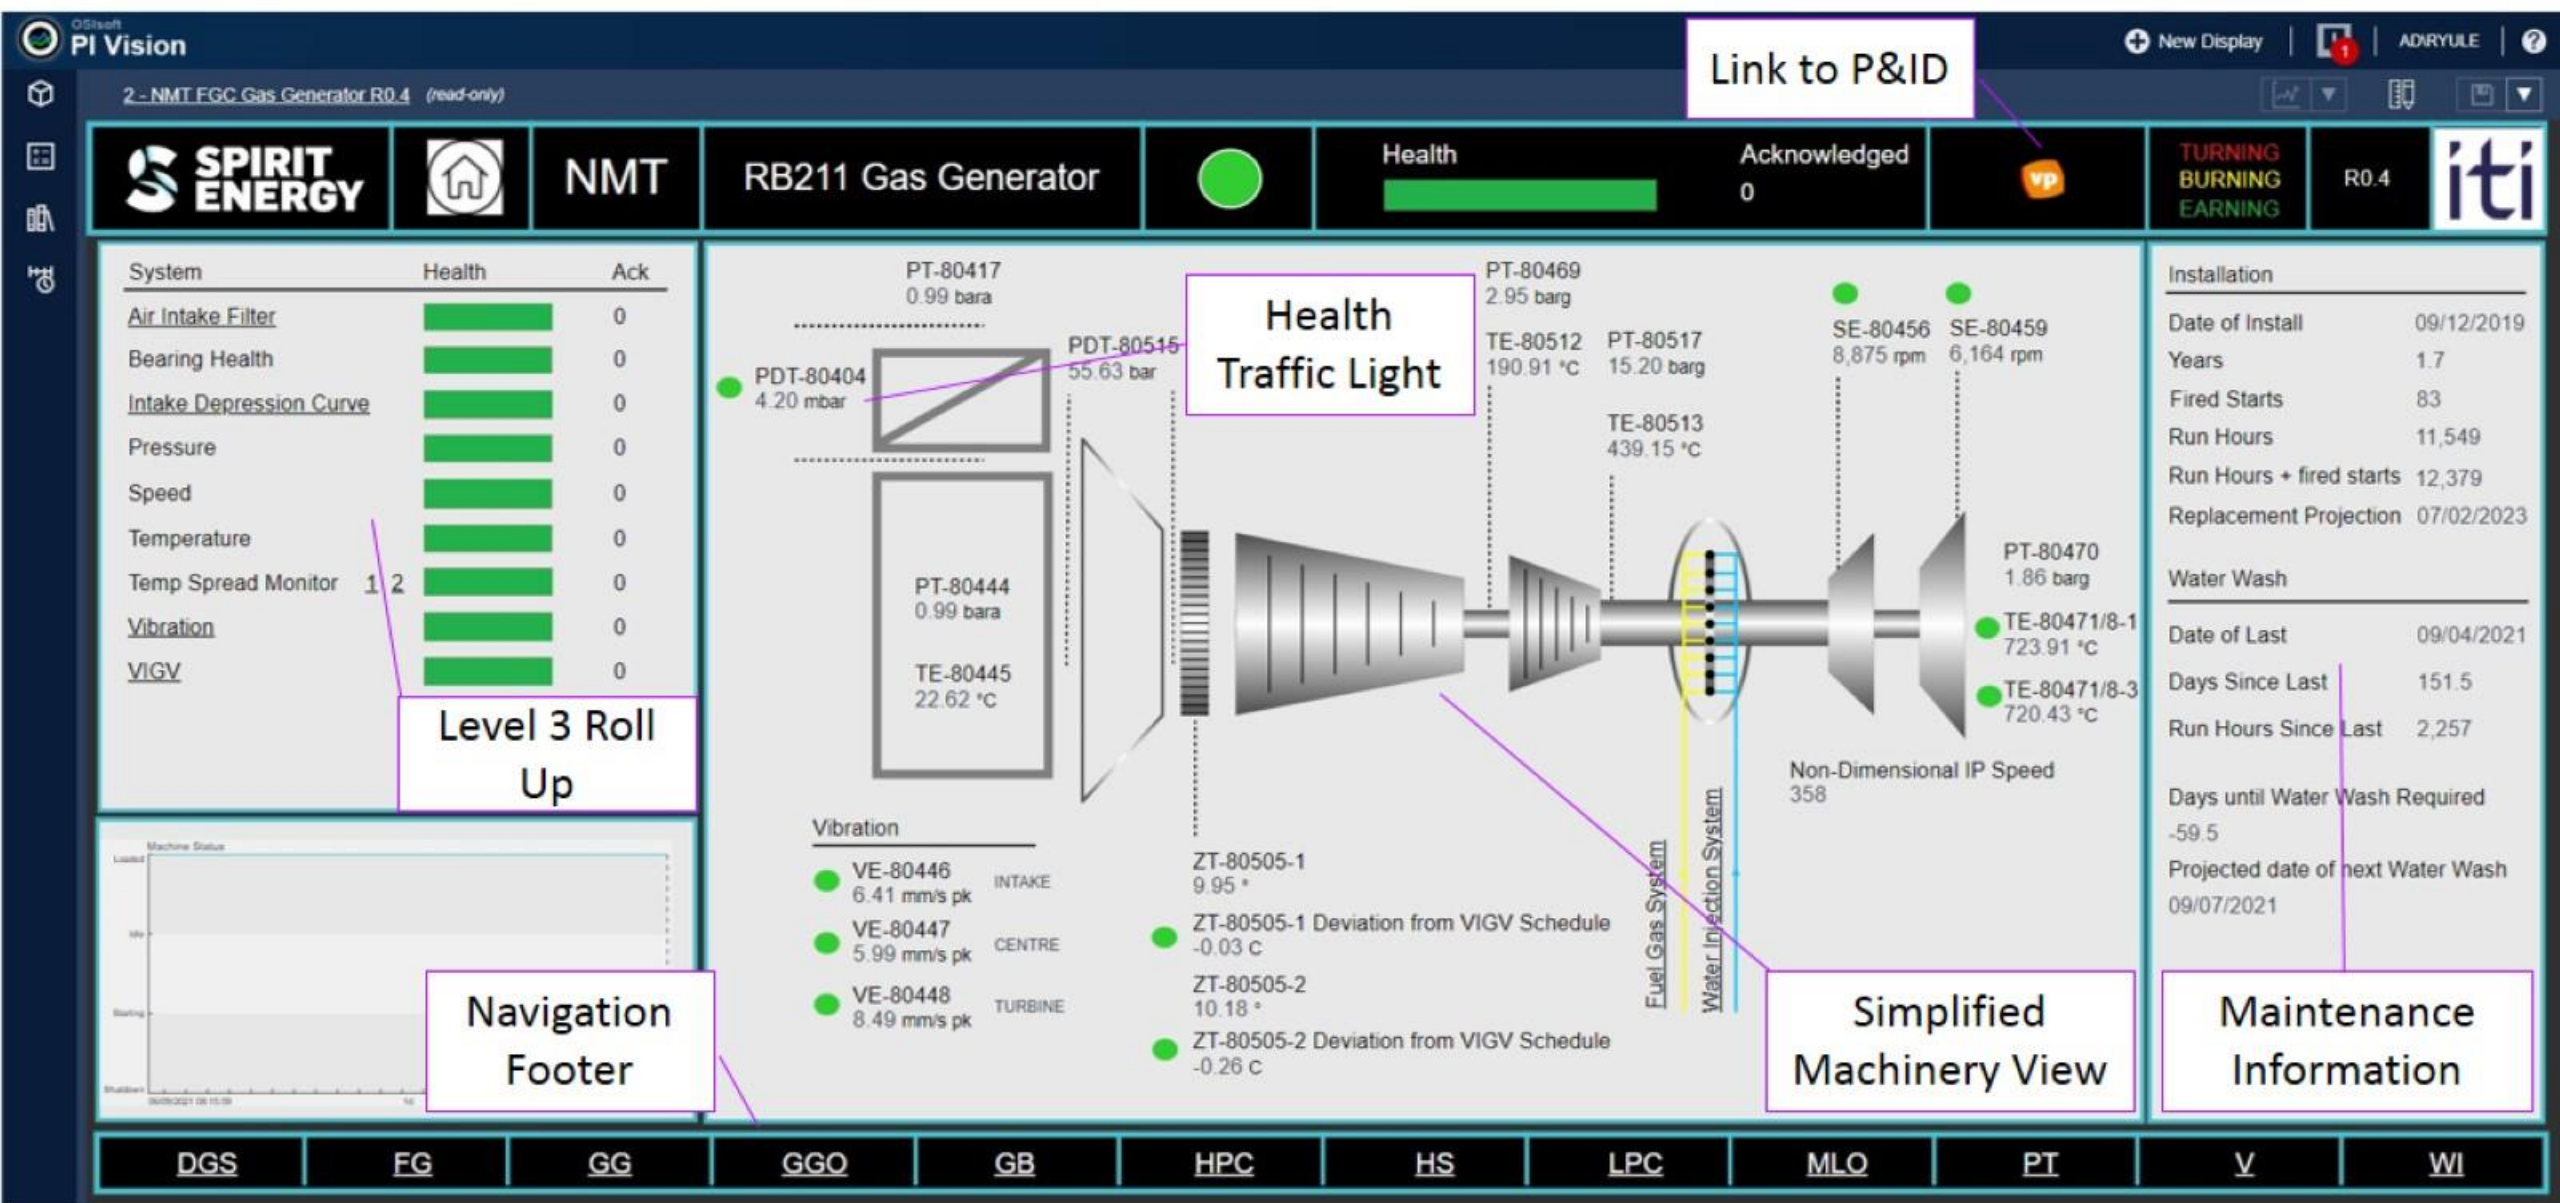 OSIsoft
PI Vision
New Display
1
AD\RYULE
?
2 - NMT FGC Gas Generator R0.4 (read-only)
Link to P&ID
SPIRIT
ENERGY
NMT
RB211 Gas Generator
Health
Acknowledged
0
vp
TURNING
BURNING
EARNING
R0.4
iti
System Health Ack
Air Intake Filter 0
Bearing Health 0
Intake Depression Curve 0
Pressure 0
Speed 0
Temperature 0
Temp Spread Monitor 1 2 0
Vibration 0
VIGV 0
Level 3 Roll
Up
Machine Status
Loaded
Idle
Starting
Shutdown
06/09/2021 08:15:59
1d
Navigation
Footer
PT-80417
0.99 bara
PDT-80404
4.20 mbar
PDT-80515
55.63 bar
Health
Traffic Light
PT-80469
2.95 barg
TE-80512
190.91 °C
PT-80517
15.20 barg
TE-80513
439.15 °C
SE-80456
8,875 rpm
SE-80459
6,164 rpm
PT-80444
0.99 bara
TE-80445
22.62 °C
PT-80470
1.86 barg
TE-80471/8-1
723.91 °C
TE-80471/8-3
720.43 °C
Non-Dimensional IP Speed
358
Vibration
VE-80446
6.41 mm/s pk INTAKE
VE-80447
5.99 mm/s pk CENTRE
VE-80448
8.49 mm/s pk TURBINE
ZT-80505-1
9.95 °
ZT-80505-1 Deviation from VIGV Schedule
-0.03 C
ZT-80505-2
10.18 °
ZT-80505-2 Deviation from VIGV Schedule
-0.26 C
Fuel Gas System
Water Injection System
Simplified
Machinery View
Installation
Date of Install 09/12/2019
Years 1.7
Fired Starts 83
Run Hours 11,549
Run Hours + fired starts 12,379
Replacement Projection 07/02/2023
Water Wash
Date of Last 09/04/2021
Days Since Last 151.5
Run Hours Since Last 2,257
Days until Water Wash Required
-59.5
Projected date of next Water Wash
09/07/2021
Maintenance
Information
DGS FG GG GGO GB HPC HS LPC MLO PT V WI